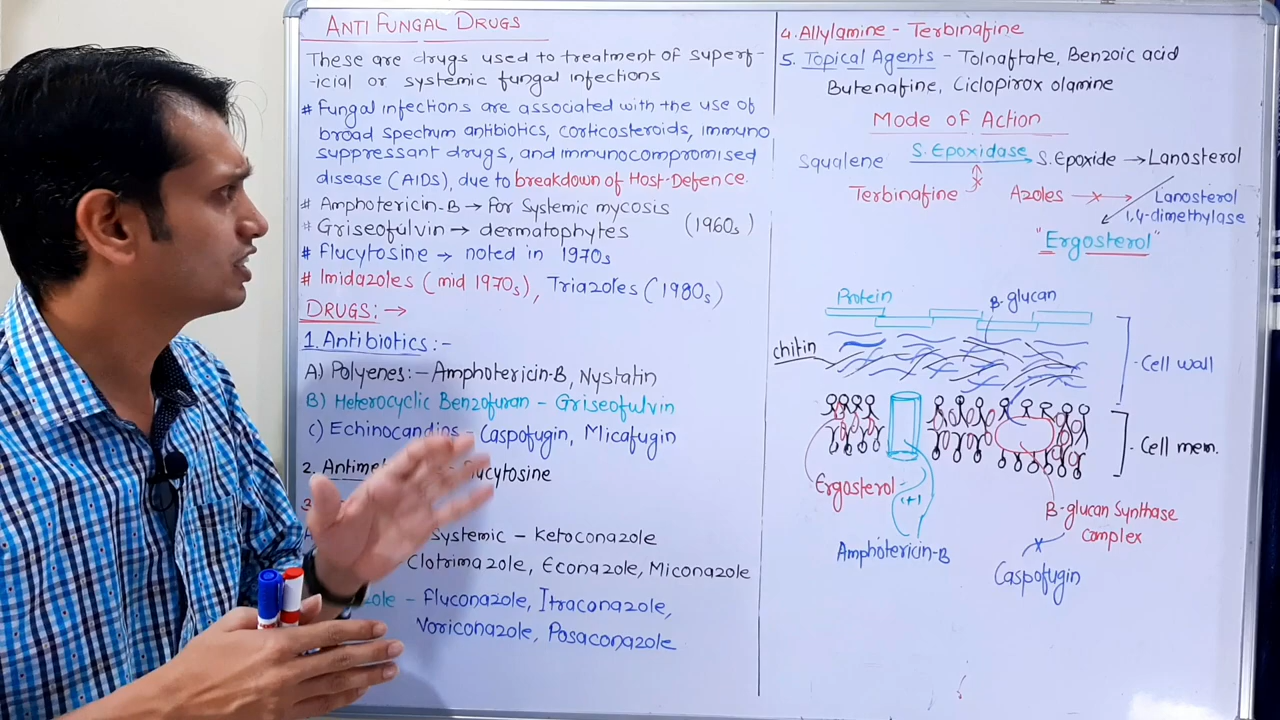 ANTI FUNGAL DRUGS
These are drugs used to treatment of superf-
-icial or systemic fungal infections
# Fungal infections are associated with the use of
broad spectrum antibiotics, corticosteroids, immuno
suppressant drugs, and immunocompromised
disease (AIDS), due to breakdown of Host-Defence.
# Amphotericin-B → For Systemic mycosis
# Griseofulvin → dermatophytes (1960s)
# Flucytosine → noted in 1970s
# Imidazoles (mid 1970s), Triazoles (1980s)
DRUGS: →
1. Antibiotics:-
A) Polyenes:- Amphotericin-B, Nystatin
B) Heterocyclic Benzofuran - Griseofulvin
C) Echinocandins - Caspofugin, Micafugin
2.
3.
Systemic - Ketoconazole
Clotrimazole, Econazole, Miconazole
- Fluconazole, Itraconazole,
Voriconazole, Posaconazole
4. Allylamine - Terbinafine
5. Topical Agents - Tolnaftate, Benzoic acid
Butenafine, Ciclopirox olamine
Mode of Action
Squalene S.Epoxidase S.Epoxide → Lanosterol
Terbinafine Azoles Lanosterol
1,4-dimethylase
"Ergosterol"
Protein B-glucan
chitin
Cell wall
Cell mem.
Ergosterol
(+)
B-glucan Synthase
complex
Amphotericin-B
Caspofugin